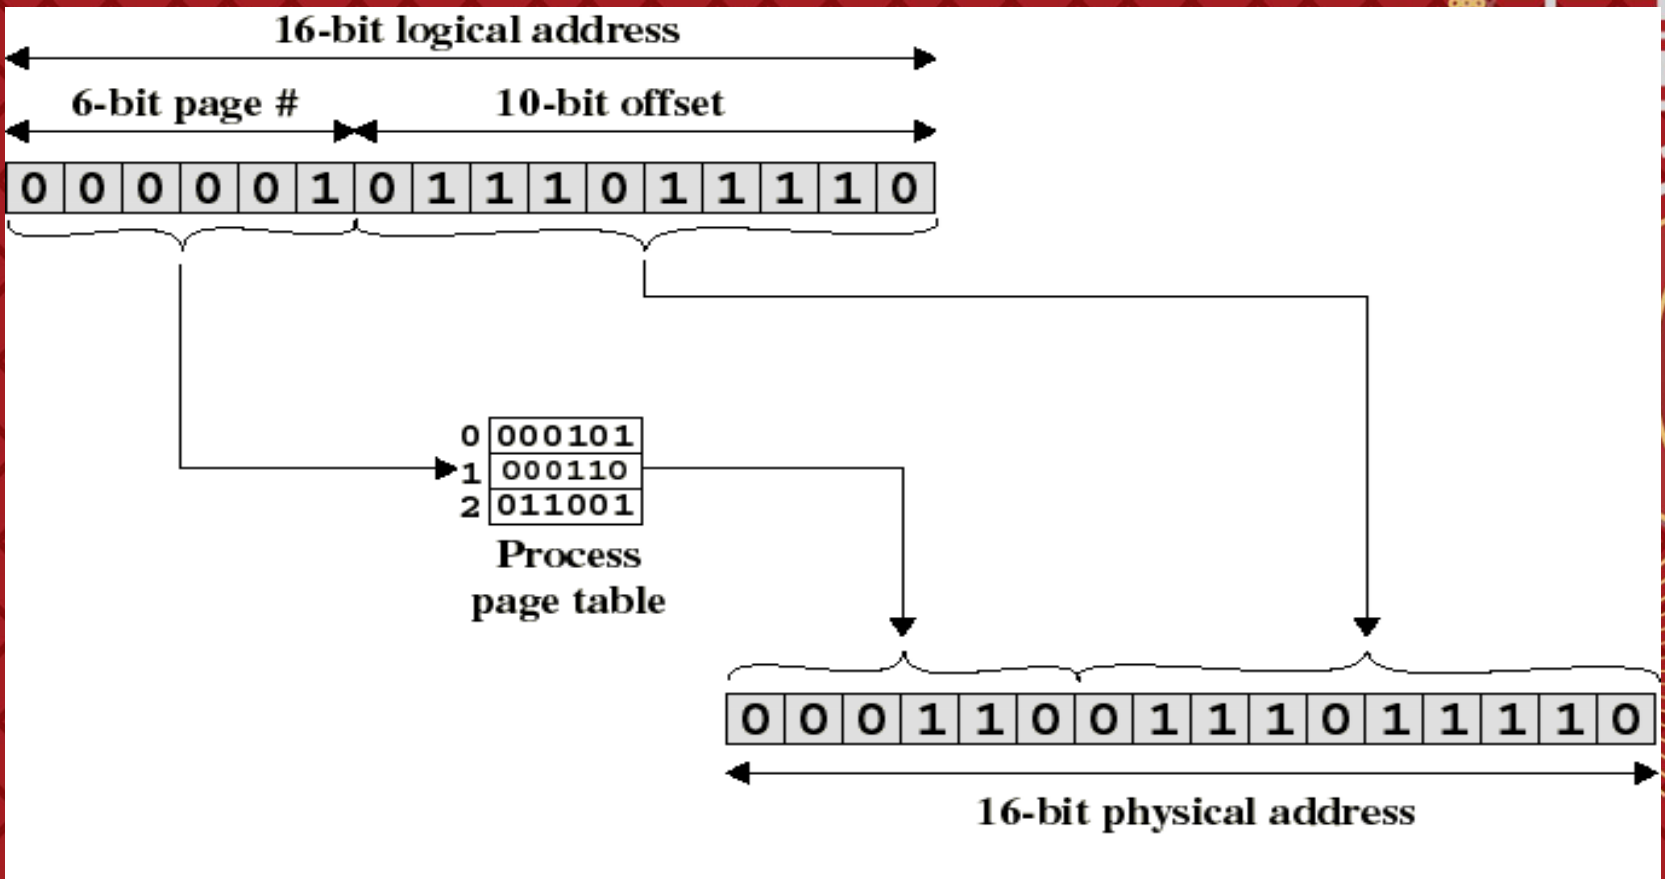 16-bit logical address
6-bit page # 10-bit offset
0 0 0 0 0 1 0 1 1 1 0 1 1 1 1 0
0 000101
1 000110
2 011001
Process
page table
0 0 0 1 1 0 0 1 1 1 0 1 1 1 1 0
16-bit physical address